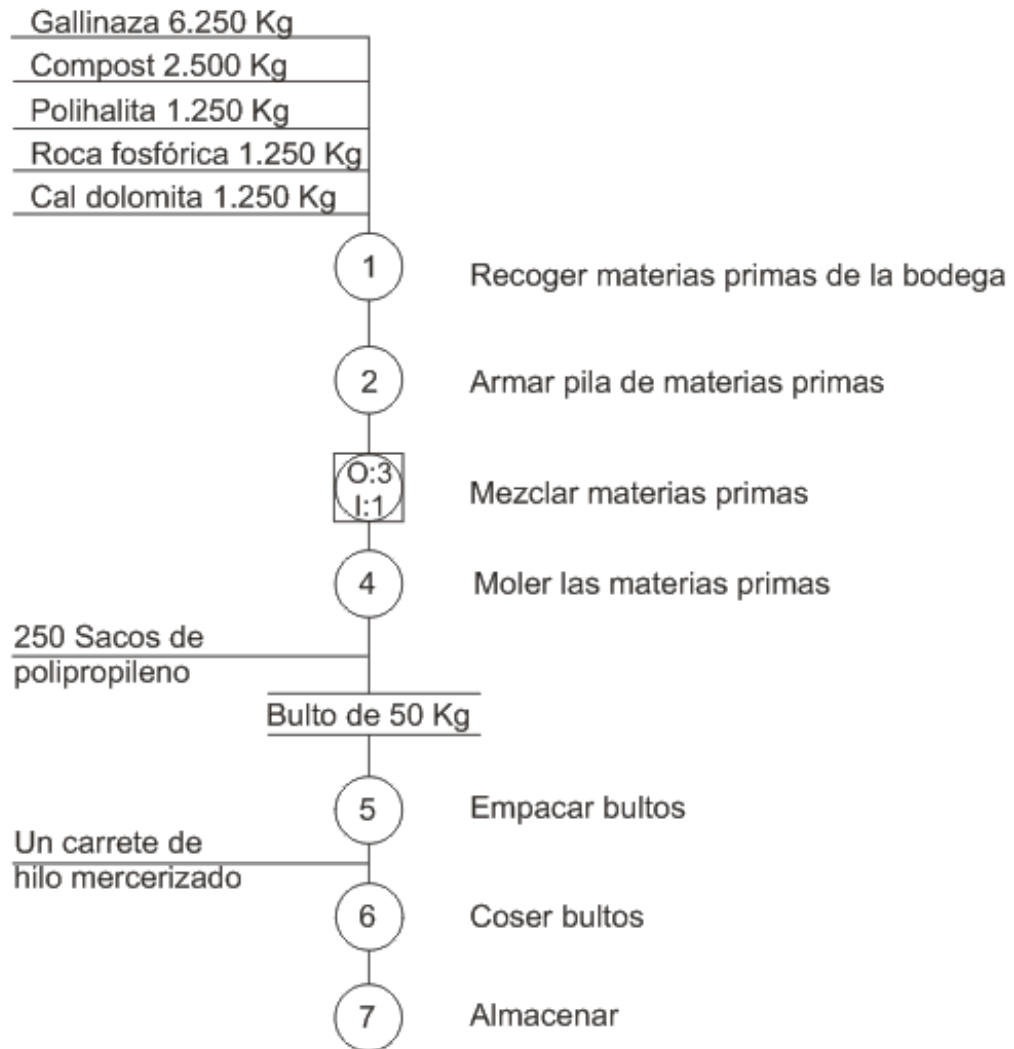 Gallinaza 6.250 Kg
Compost 2.500 Kg
Polihalita 1.250 Kg
Roca fosfórica 1.250 Kg
Cal dolomita 1.250 Kg
1
Recoger materias primas de la bodega
2
Armar pila de materias primas
O:3
I:1
Mezclar materias primas
4
Moler las materias primas
250 Sacos de
polipropileno
Bulto de 50 Kg
5
Empacar bultos
Un carrete de
hilo mercerizado
6
Coser bultos
7
Almacenar